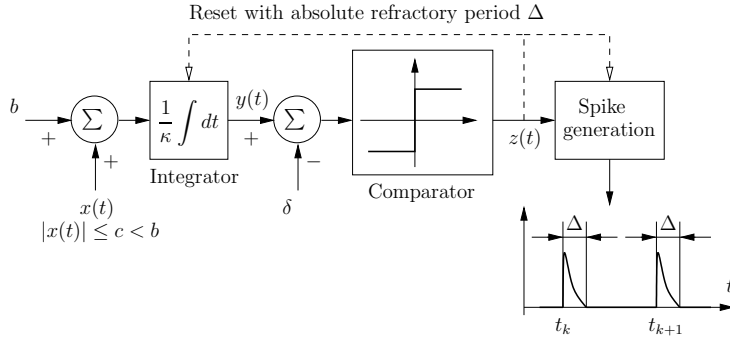 Reset with absolute refractory period Δ
b
+
∑
+
x(t)
|x(t)| ≤ c < b
1/κ ∫ dt
Integrator
y(t)
+
∑
−
δ
Comparator
z(t)
Spike
generation
Δ
Δ
t
t_k
t_{k+1}